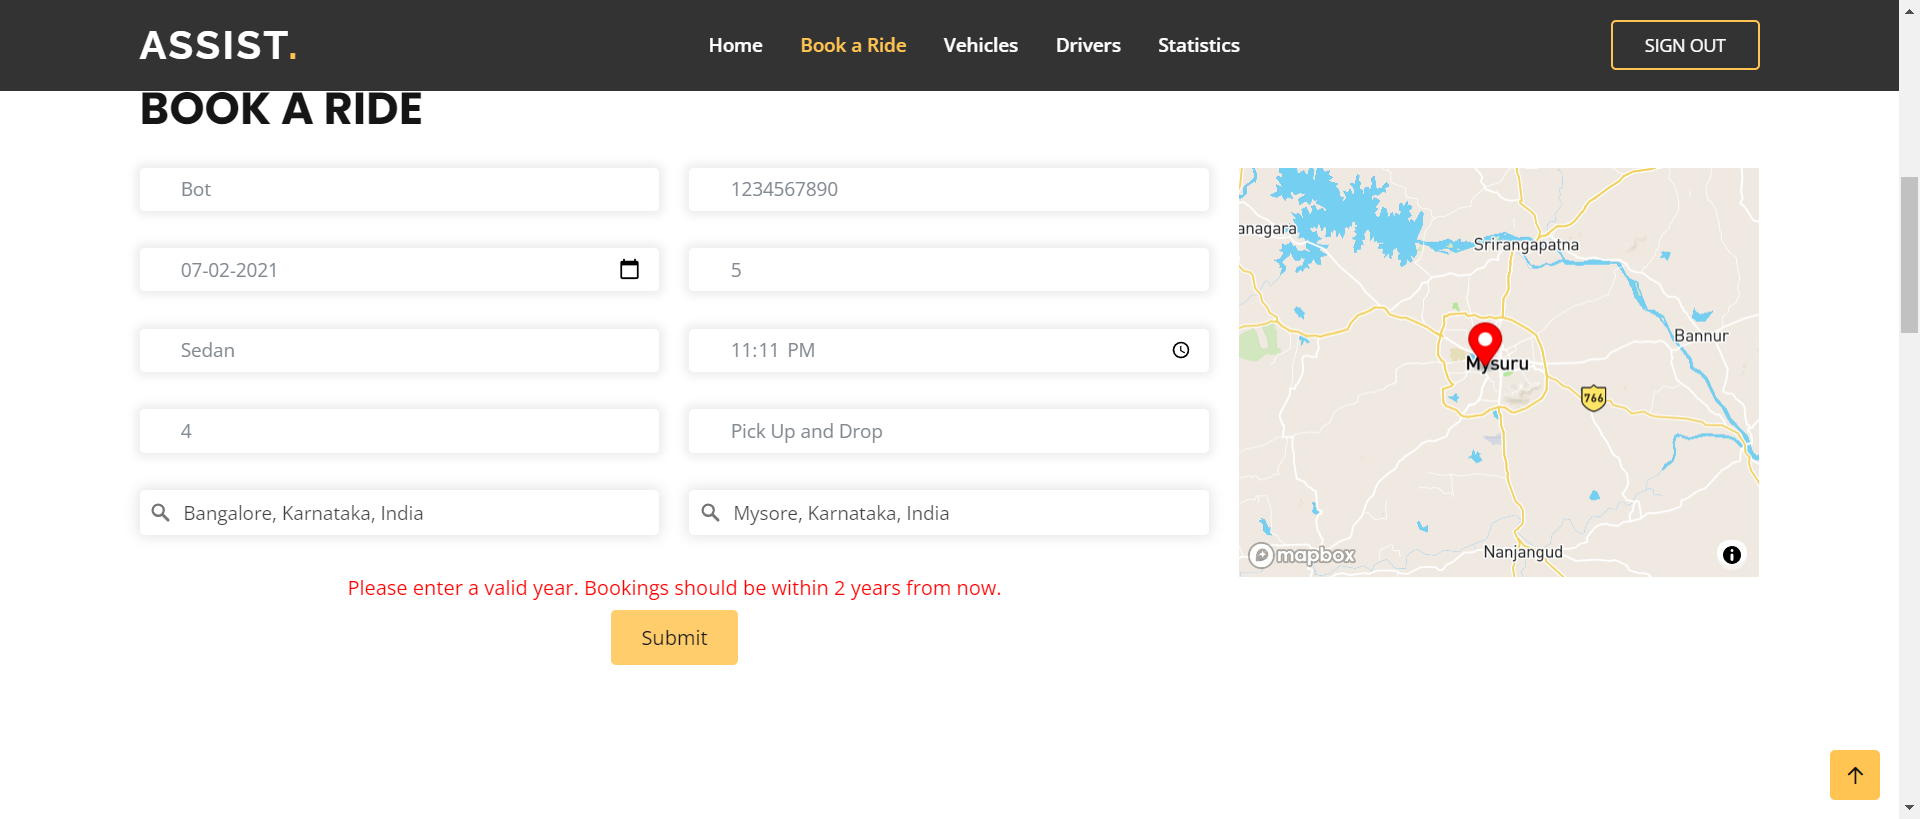 ASSIST.
Home Book a Ride Vehicles Drivers Statistics
SIGN OUT
BOOK A RIDE
Bot
1234567890
07-02-2021
5
Sedan
11:11 PM
4
Pick Up and Drop
Bangalore, Karnataka, India
Mysore, Karnataka, India
Please enter a valid year. Bookings should be within 2 years from now.
Submit
anagara
Srirangapatna
Bannur
Mysuru
766
Nanjangud
mapbox